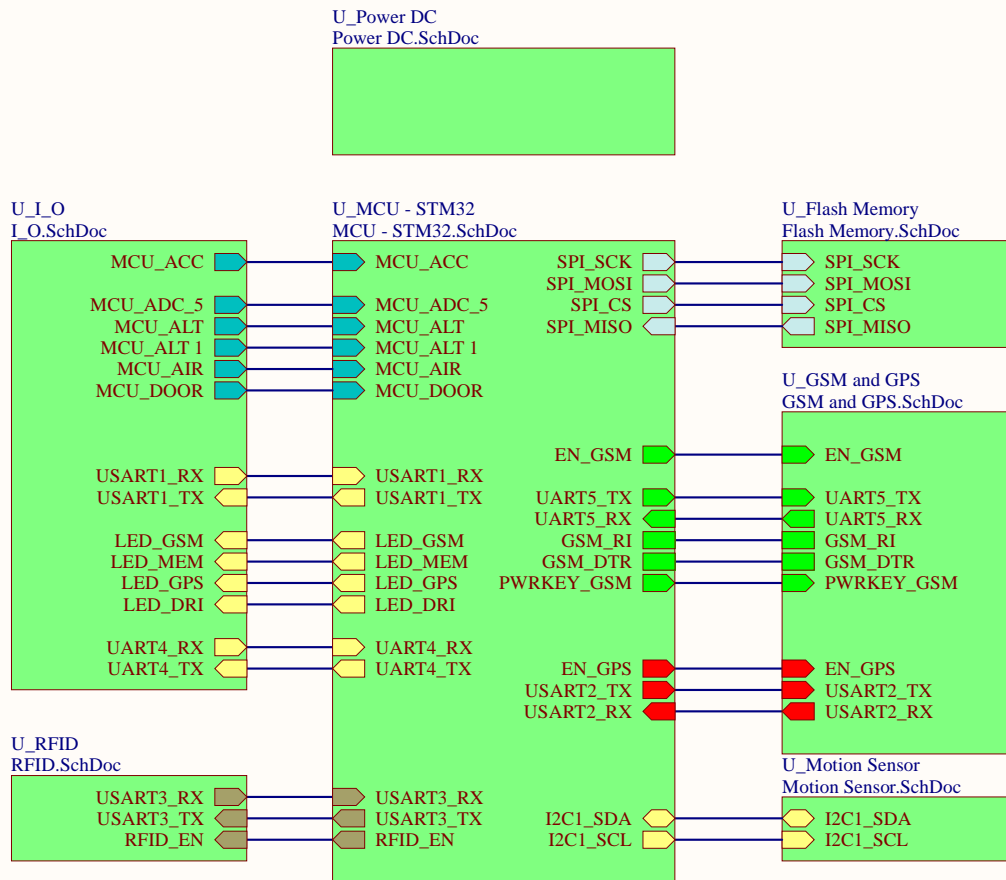 U_Power DC
Power DC.SchDoc
U_I_O
I_O.SchDoc
MCU_ACC
MCU_ADC_5
MCU_ALT
MCU_ALT 1
MCU_AIR
MCU_DOOR
USART1_RX
USART1_TX
LED_GSM
LED_MEM
LED_GPS
LED_DRI
UART4_RX
UART4_TX
U_RFID
RFID.SchDoc
USART3_RX
USART3_TX
RFID_EN
U_MCU - STM32
MCU - STM32.SchDoc
MCU_ACC
MCU_ADC_5
MCU_ALT
MCU_ALT 1
MCU_AIR
MCU_DOOR
USART1_RX
USART1_TX
LED_GSM
LED_MEM
LED_GPS
LED_DRI
UART4_RX
UART4_TX
USART3_RX
USART3_TX
RFID_EN
SPI_SCK
SPI_MOSI
SPI_CS
SPI_MISO
EN_GSM
UART5_TX
UART5_RX
GSM_RI
GSM_DTR
PWRKEY_GSM
EN_GPS
USART2_TX
USART2_RX
I2C1_SDA
I2C1_SCL
U_Flash Memory
Flash Memory.SchDoc
SPI_SCK
SPI_MOSI
SPI_CS
SPI_MISO
U_GSM and GPS
GSM and GPS.SchDoc
EN_GSM
UART5_TX
UART5_RX
GSM_RI
GSM_DTR
PWRKEY_GSM
EN_GPS
USART2_TX
USART2_RX
U_Motion Sensor
Motion Sensor.SchDoc
I2C1_SDA
I2C1_SCL